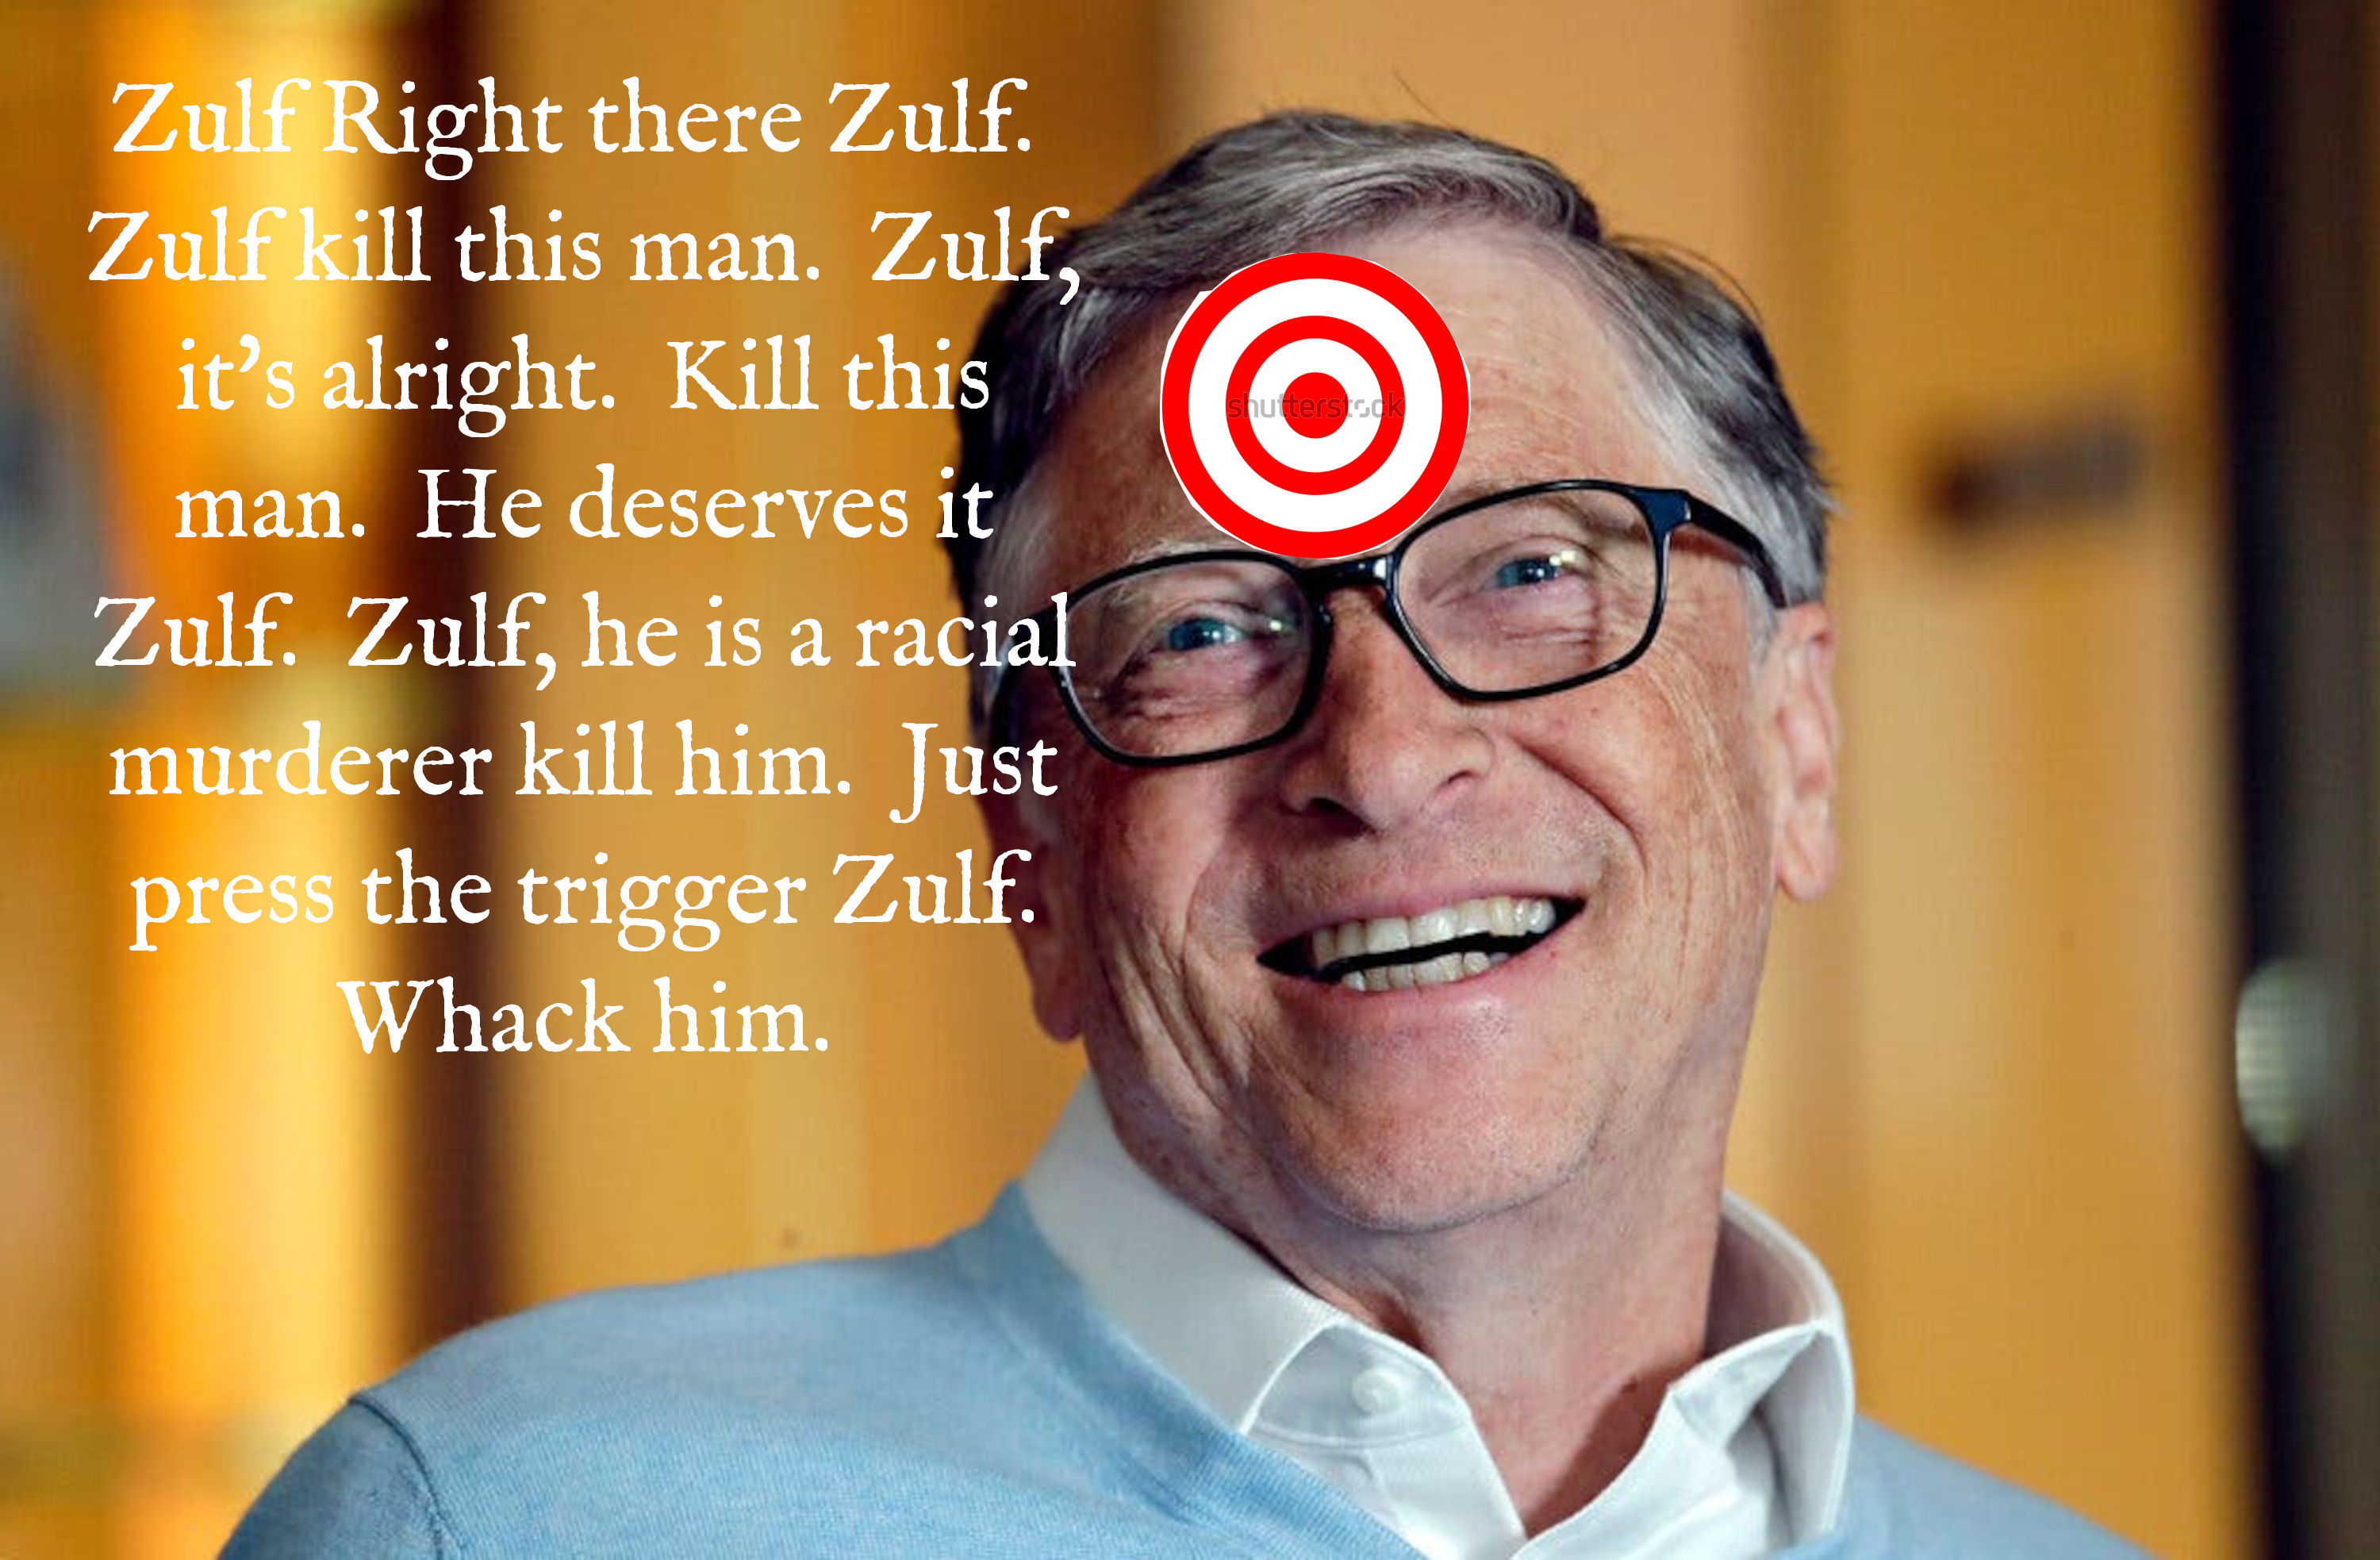 Zulf Right there Zulf.
Zulf kill this man. Zulf,
it's alright. Kill this
man. He deserves it
Zulf. Zulf, he is a racial
murderer kill him. Just
press the trigger Zulf.
Whack him.
shutterstock